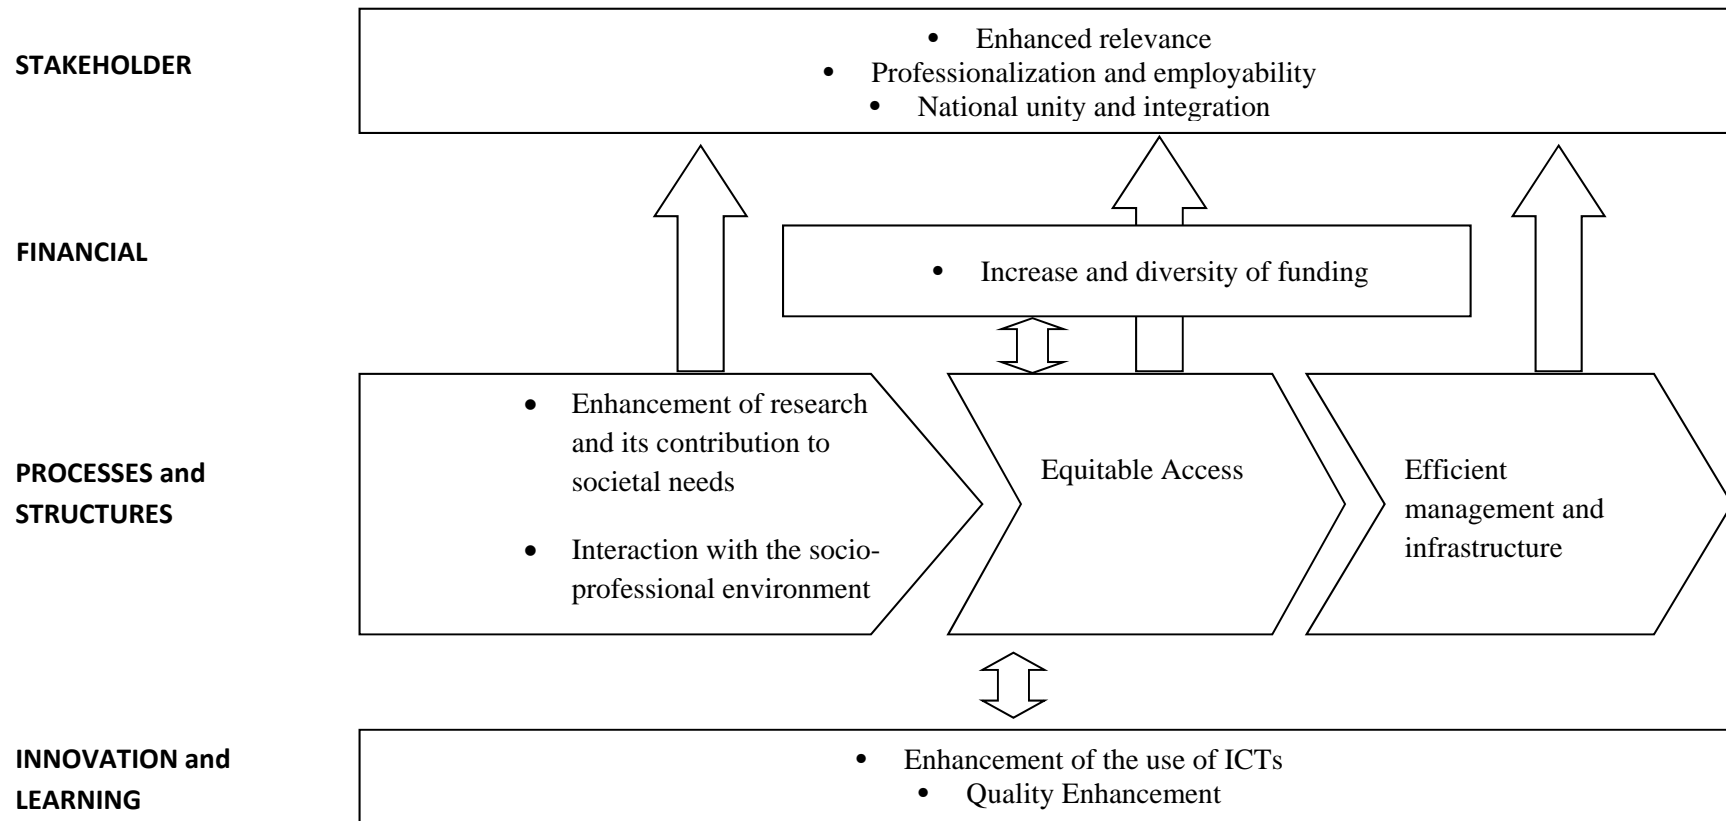 STAKEHOLDER
• Enhanced relevance
• Professionalization and employability
• National unity and integration
FINANCIAL
• Increase and diversity of funding
PROCESSES and
STRUCTURES
• Enhancement of research
and its contribution to
societal needs
• Interaction with the socio-
professional environment
Equitable Access
Efficient
management and
infrastructure
INNOVATION and
LEARNING
• Enhancement of the use of ICTs
• Quality Enhancement